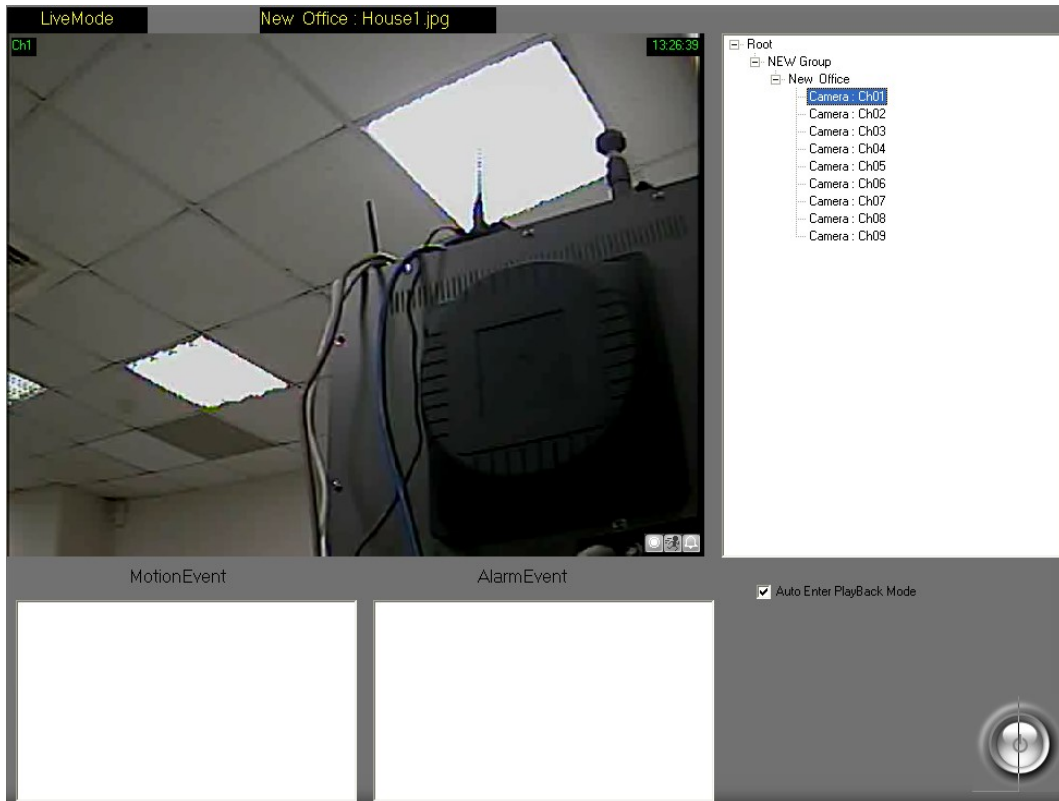 LiveMode
New Office : House1.jpg
Ch1
13:26:39
Root
NEW Group
New Office
Camera : Ch01
Camera : Ch02
Camera : Ch03
Camera : Ch04
Camera : Ch05
Camera : Ch06
Camera : Ch07
Camera : Ch08
Camera : Ch09
MotionEvent
AlarmEvent
Auto Enter PlayBack Mode